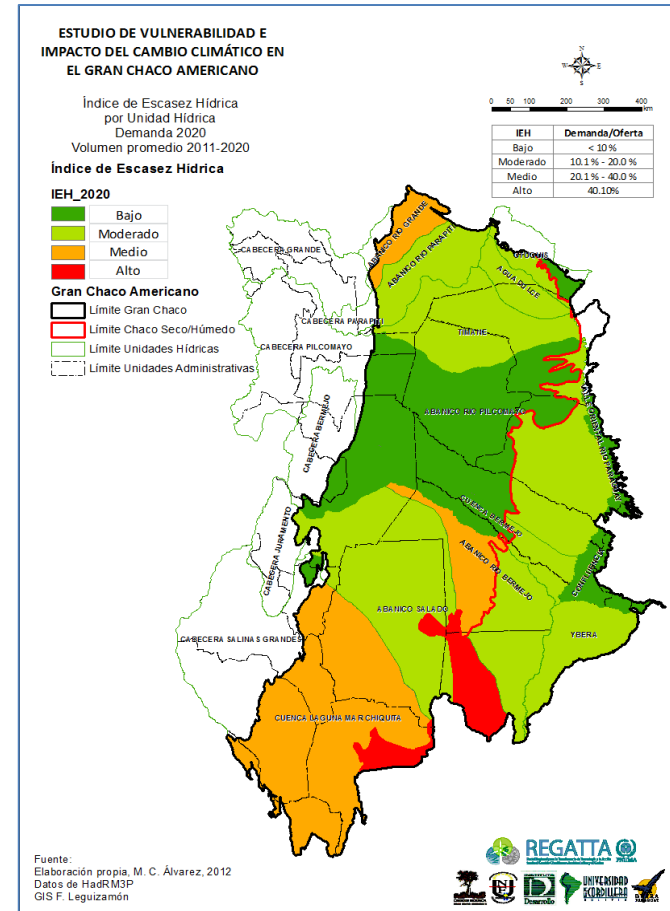 ESTUDIO DE VULNERABILIDAD E
IMPACTO DEL CAMBIO CLIMÁTICO EN
EL GRAN CHACO AMERICANO
Índice de Escasez Hídrica
por Unidad Hídrica
Demanda 2020
Volumen promedio 2011-2020
Índice de Escasez Hídrica
IEH_2020
Bajo
Moderado
Medio
Alto
Gran Chaco Americano
Límite Gran Chaco
Límite Chaco Seco/Húmedo
Límite Unidades Hídricas
Límite Unidades Administrativas
N
W E
S
0 50 100 200 300 400
km
IEH Demanda/Oferta
Bajo < 10%
Moderado 10.1% - 20.0%
Medio 20.1% - 40.0%
Alto 40.10%
CABECERA GRANDE
ABANICO RIO GRANDE
ABANICO RIO PARAPITI
AGUA DULCE
CABECERA PARAPITI
TIMANE
CABECERA PILCOMAYO
ABANICO RIO PILCOMAYO
CABECERA BERMEJO
CUENCA BERMEJO
ABANICO RIO BERMEJO
CABECERA JURAMENTO
CONFLUENCIA
ABANICO SALADO
YBERA
CABECERA SALINAS GRANDES
CUENCA LAGUNA MAR CHIQUITA
Fuente:
Elaboración propia, M. C. Álvarez, 2012
Datos de HadRM3P
GIS F. Leguizamón
REGATTA
PNUMA
Desarrollo
UNIVERSIDAD
CORDILLERA
BOLIVIA